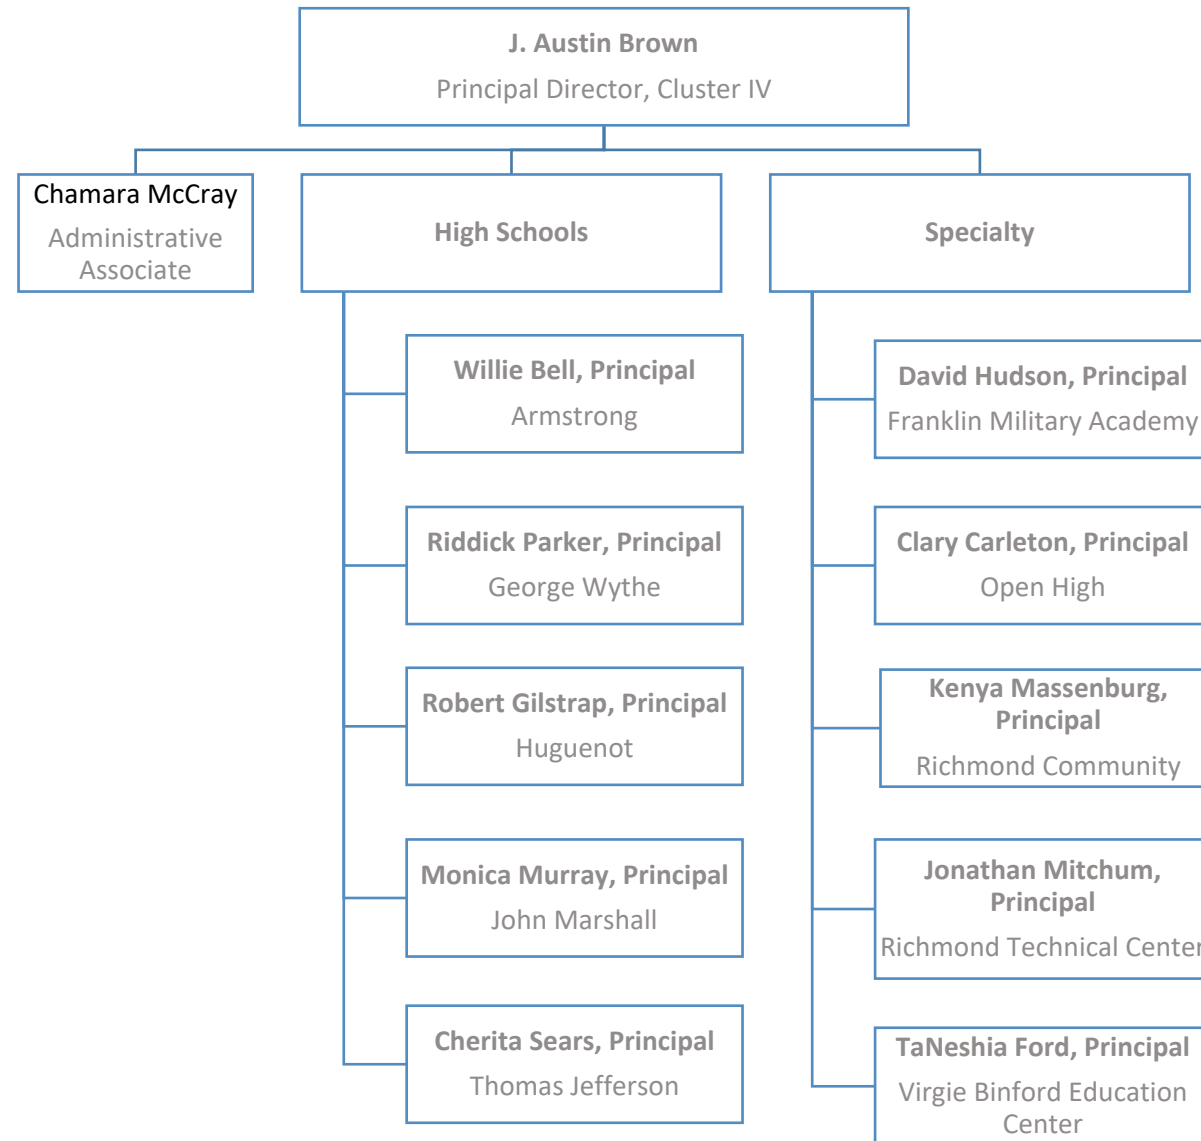 J. Austin Brown
Principal Director, Cluster IV
Chamara McCray
Administrative
Associate
High Schools
Specialty
Willie Bell, Principal
Armstrong
Riddick Parker, Principal
George Wythe
Robert Gilstrap, Principal
Huguenot
Monica Murray, Principal
John Marshall
Cherita Sears, Principal
Thomas Jefferson
David Hudson, Principal
Franklin Military Academy
Clary Carleton, Principal
Open High
Kenya Massenburg,
Principal
Richmond Community
Jonathan Mitchum,
Principal
Richmond Technical Center
TaNeshia Ford, Principal
Virgie Binford Education
Center